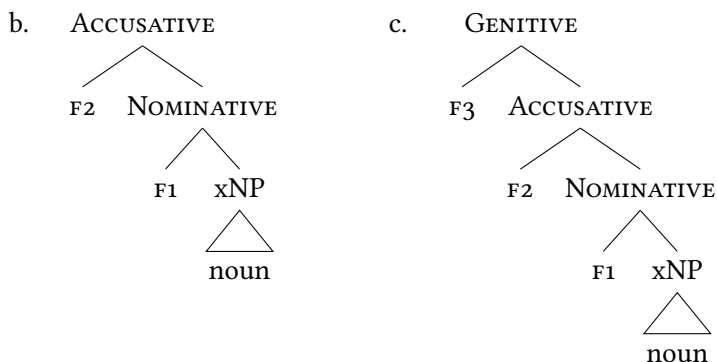 b. ACCUSATIVE
F2 NOMINATIVE
F1 xNP
noun
c. GENITIVE
F3 ACCUSATIVE
F2 NOMINATIVE
F1 xNP
noun